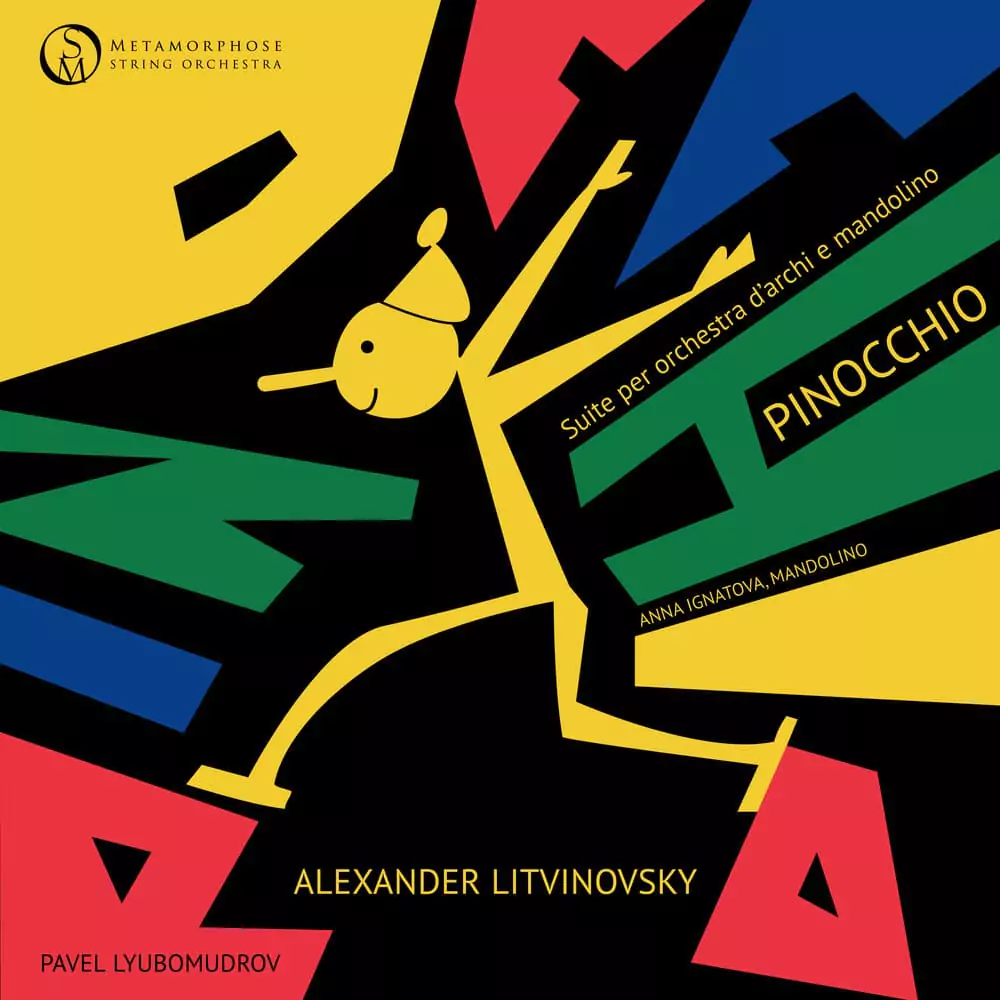 SM
METAMORPHOSE
STRING ORCHESTRA
Suite per orchestra d'archi e mandolino
PINOCCHIO
ANNA IGNATOVA, MANDOLINO
ALEXANDER LITVINOVSKY
PAVEL LYUBOMUDROV